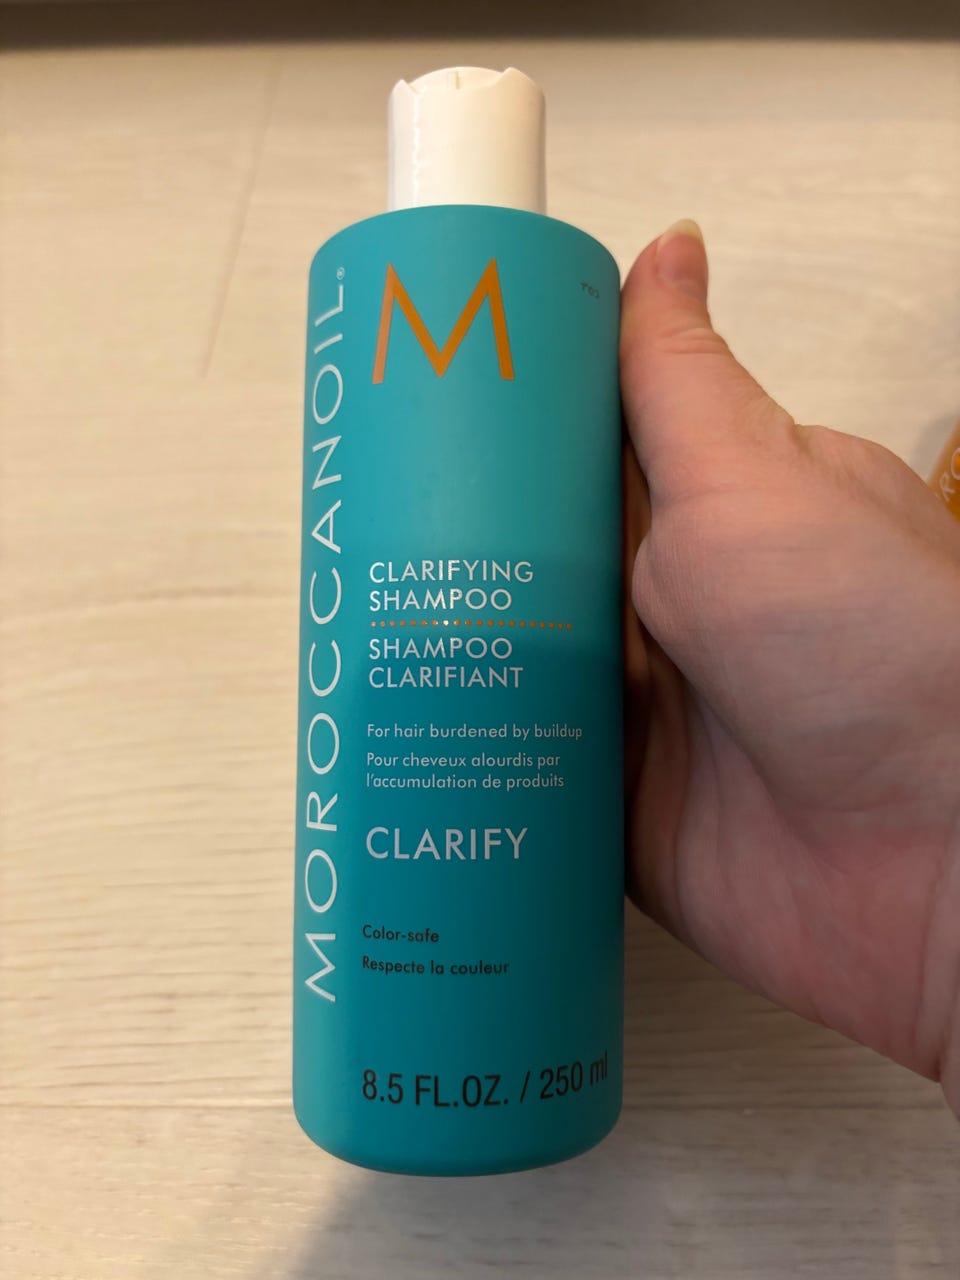 M
MOROCCANOIL®
CLARIFYING
SHAMPOO
SHAMPOO
CLARIFIANT
For hair burdened by buildup
Pour cheveux alourdis par
l'accumulation de produits
CLARIFY
Color-safe
Respecte la couleur
8.5 FL.OZ. / 250 ml